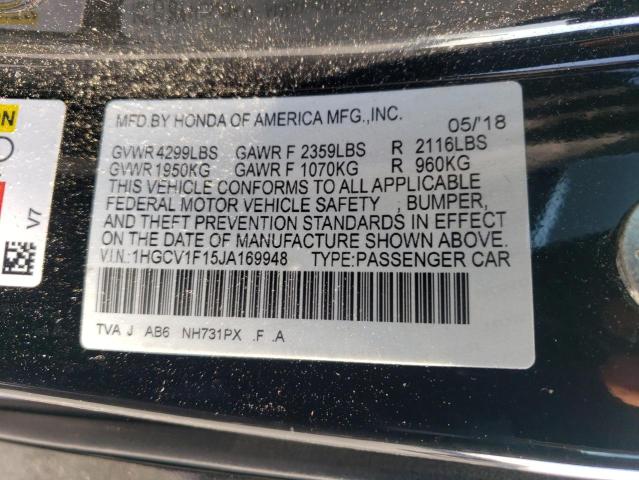 MFD BY HONDA OF AMERICA MFG.,INC. 05/'18
GVWR 4299LBS GAWR F 2359LBS R 2116LBS
GVWR 1950KG GAWR F 1070KG R 960KG
THIS VEHICLE CONFORMS TO ALL APPLICABLE
FEDERAL MOTOR VEHICLE SAFETY , BUMPER,
AND THEFT PREVENTION STANDARDS IN EFFECT
ON THE DATE OF MANUFACTURE SHOWN ABOVE.
V.I.N.:1HGCV1F15JA169948 TYPE:PASSENGER CAR
TVA J AB6 NH731PX .F .A
V7